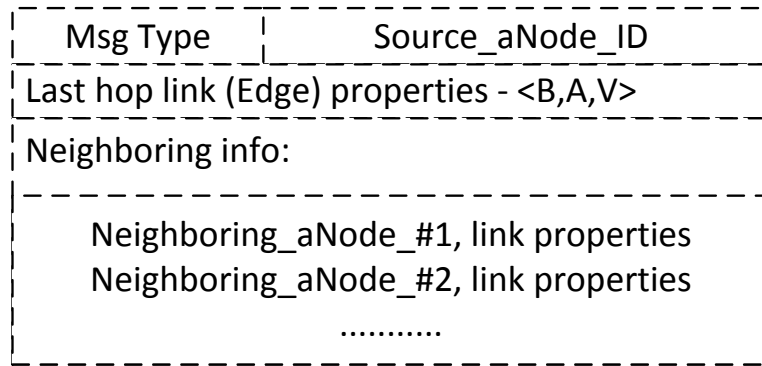 Msg Type Source_aNode_ID
Last hop link (Edge) properties - <B,A,V>
Neighboring info:
Neighboring_aNode_#1, link properties
Neighboring_aNode_#2, link properties
...........